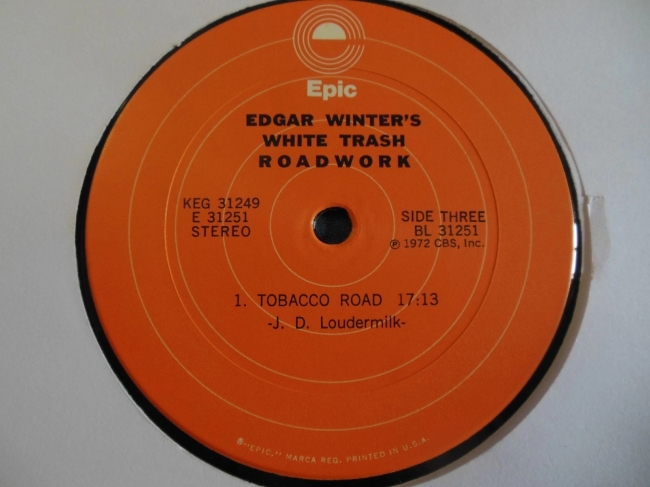 Epic
EDGAR WINTER'S
WHITE TRASH
ROADWORK
KEG 31249
E 31251
STEREO
SIDE THREE
BL 31251
Ⓟ 1972 CBS, Inc.
1. TOBACCO ROAD 17:13
-J. D. Loudermilk-
®"EPIC," MARCA REG. PRINTED IN U.S.A.